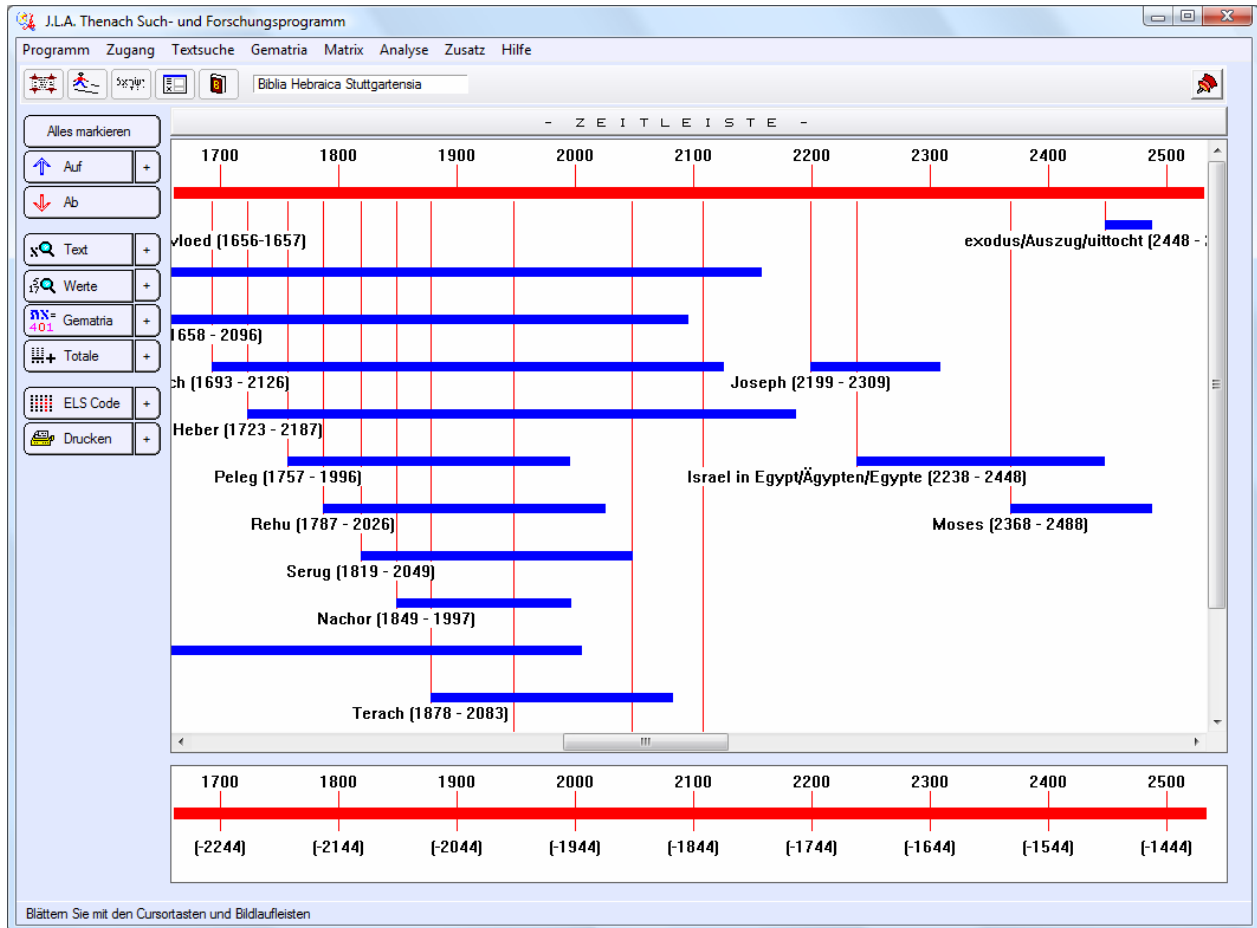 J.L.A. Thenach Such- und Forschungsprogramm
Programm Zugang Textsuche Gematria Matrix Analyse Zusatz Hilfe
Biblia Hebraica Stuttgartensia
Alles markieren
Auf +
Ab
Text +
Werte +
401 Gematria +
Totale +
ELS Code +
Drucken +
- Z E I T L E I S T E -
1700 1800 1900 2000 2100 2200 2300 2400 2500
vloed (1656-1657) exodus/Auszug/uittocht (2448 -
1658 - 2096)
ch (1693 - 2126) Joseph (2199 - 2309)
Heber (1723 - 2187)
Peleg (1757 - 1996) Israel in Egypt/Ägypten/Egypte (2238 - 2448)
Rehu (1787 - 2026) Moses (2368 - 2488)
Serug (1819 - 2049)
Nachor (1849 - 1997)
Terach (1878 - 2083)
1700 1800 1900 2000 2100 2200 2300 2400 2500
(-2244) (-2144) (-2044) (-1944) (-1844) (-1744) (-1644) (-1544) (-1444)
Blättern Sie mit den Cursortasten und Bildlaufleisten